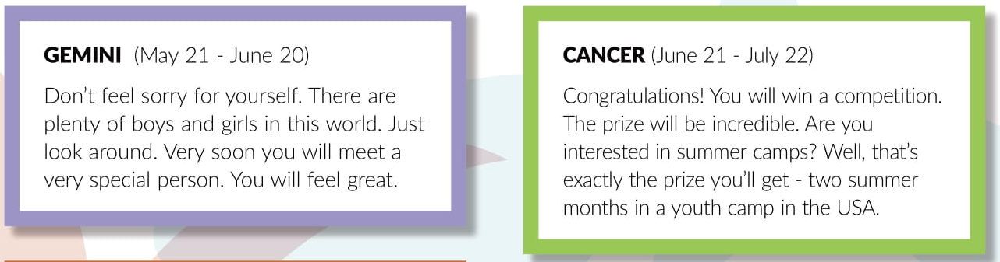 GEMINI (May 21 - June 20)
Don't feel sorry for yourself. There are
plenty of boys and girls in this world. Just
look around. Very soon you will meet a
very special person. You will feel great.
CANCER (June 21 - July 22)
Congratulations! You will win a competition.
The prize will be incredible. Are you
interested in summer camps? Well, that's
exactly the prize you'll get - two summer
months in a youth camp in the USA.